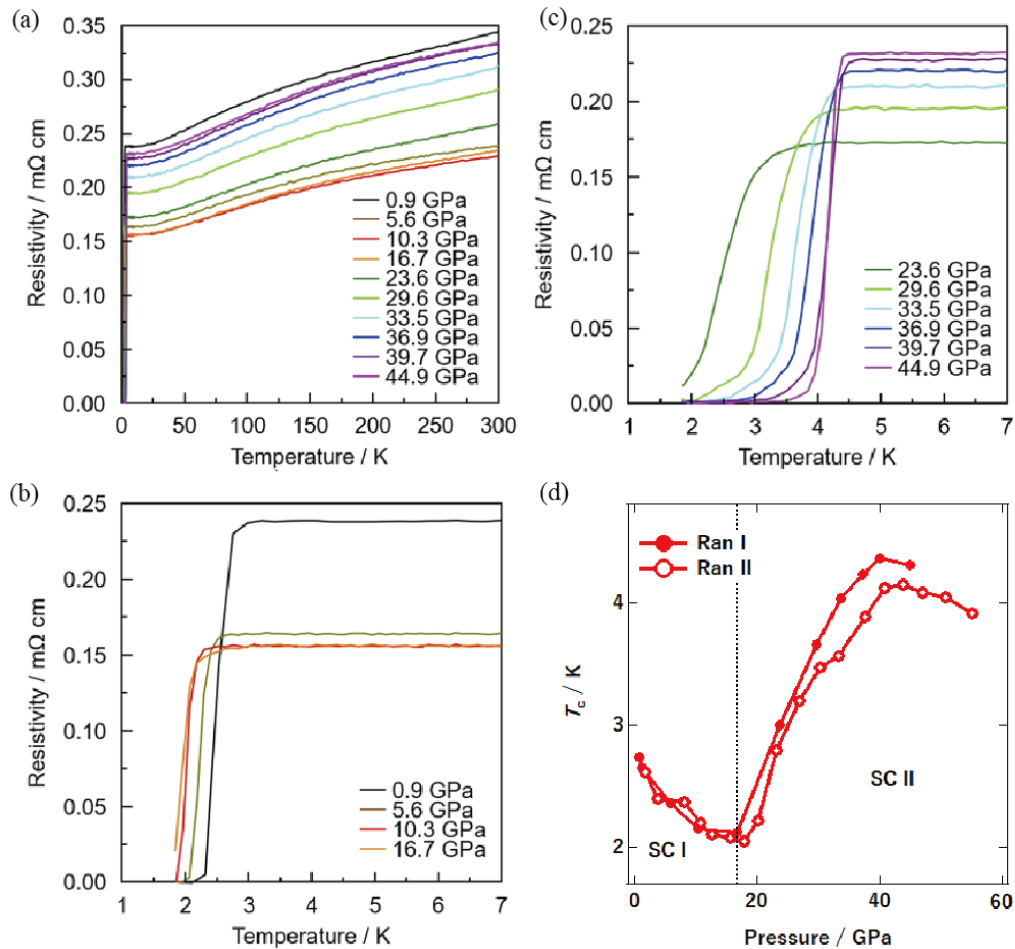 (a)
0.35
0.30
0.25
0.20
0.15
0.10
0.05
0.00
Resistivity / mΩ cm
0.9 GPa
5.6 GPa
10.3 GPa
16.7 GPa
23.6 GPa
29.6 GPa
33.5 GPa
36.9 GPa
39.7 GPa
44.9 GPa
0 50 100 150 200 250 300
Temperature / K
(c)
0.25
0.20
0.15
0.10
0.05
0.00
Resistivity / mΩ cm
23.6 GPa
29.6 GPa
33.5 GPa
36.9 GPa
39.7 GPa
44.9 GPa
1 2 3 4 5 6 7
Temperature / K
(b)
0.25
0.20
0.15
0.10
0.05
0.00
Resistivity / mΩ cm
0.9 GPa
5.6 GPa
10.3 GPa
16.7 GPa
1 2 3 4 5 6 7
Temperature / K
(d)
Ran I
Ran II
4
3
2
Tc / K
SC I
SC II
0 20 40 60
Pressure / GPa